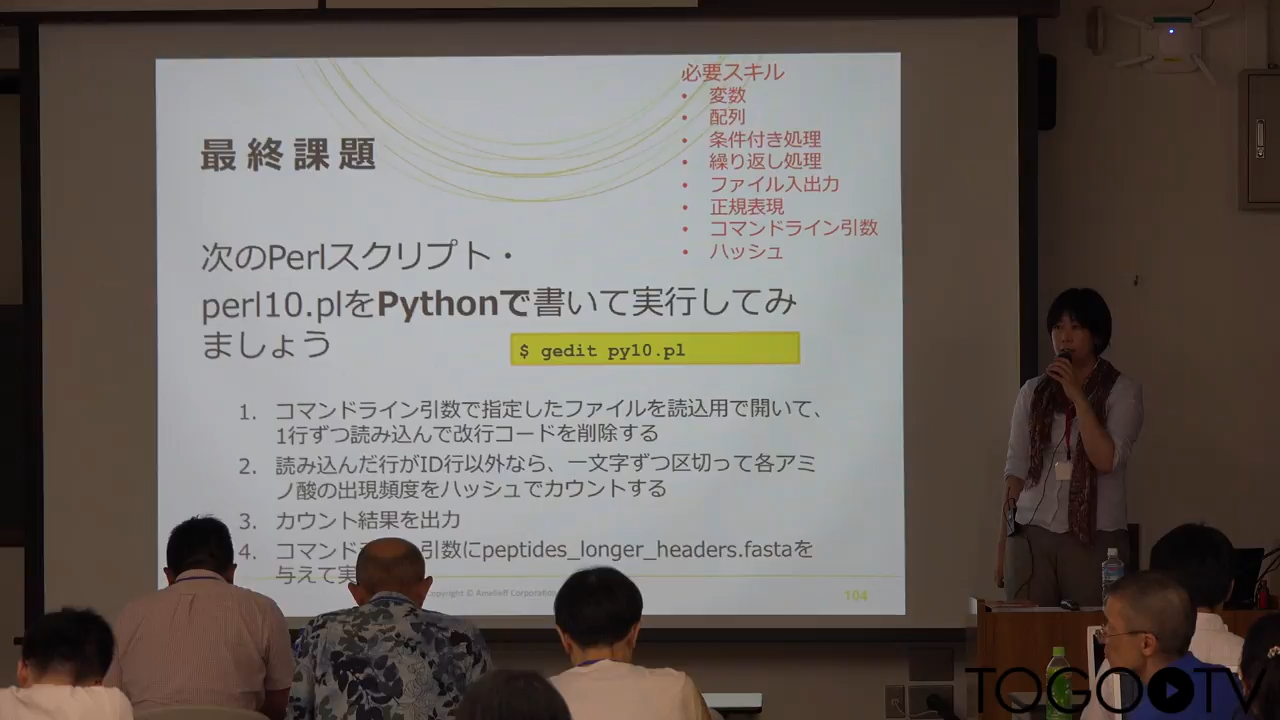 必要スキル
• 変数
• 配列
• 条件付き処理
• 繰り返し処理
• ファイル入出力
• 正規表現
• コマンドライン引数
• ハッシュ
最終課題
次のPerlスクリプト・
perl10.plをPythonで書いて実行してみ
ましょう
$ gedit py10.pl
1. コマンドライン引数で指定したファイルを読込用で開いて、
1行ずつ読み込んで改行コードを削除する
2. 読み込んだ行がID行以外なら、一文字ずつ区切って各アミ
ノ酸の出現頻度をハッシュでカウントする
3. カウント結果を出力
4. コマンド 引数にpeptides_longer_headers.fastaを
与えて実
opyright © Amelieff Corporation
104
TOGOTV